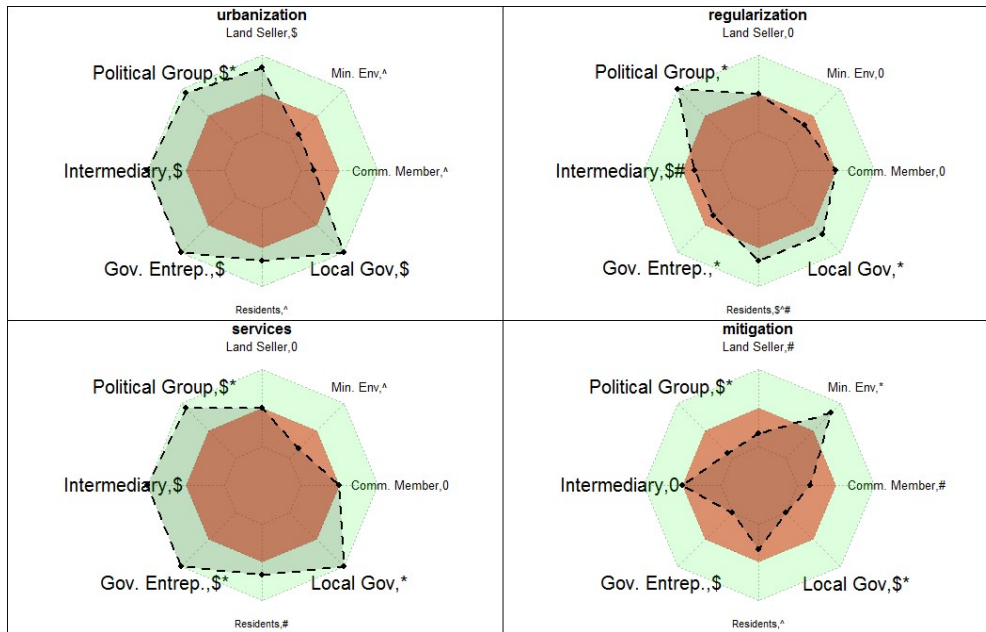 urbanization
Land Seller,$
Political Group,$*
Min. Env,^
Intermediary,$
Comm. Member,^
Gov. Entrep.,$
Local Gov,$
Residents,^
regularization
Land Seller,0
Political Group,*
Min. Env,0
Intermediary,$#
Comm. Member,0
Gov. Entrep.,*
Local Gov,*
Residents,$^#
services
Land Seller,0
Political Group,$*
Min. Env,^
Intermediary,$
Comm. Member,0
Gov. Entrep.,$*
Local Gov,*
Residents,#
mitigation
Land Seller,#
Political Group,$*
Min. Env,*
Intermediary,0
Comm. Member,#
Gov. Entrep.,$
Local Gov,$*
Residents,^